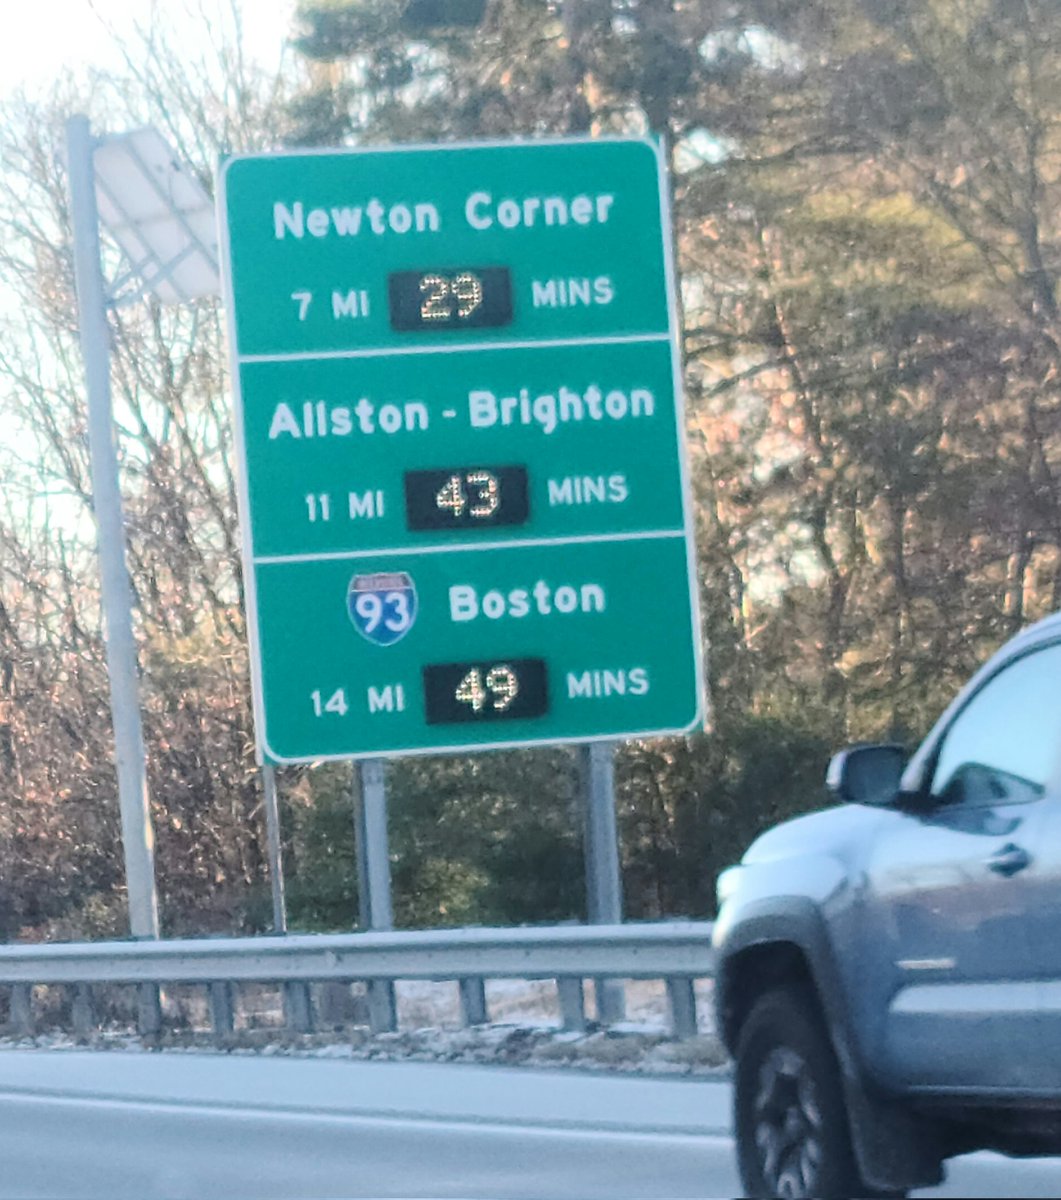 Newton Corner
7 MI 29 MINS
Allston - Brighton
11 MI 43 MINS
93 Boston
14 MI 49 MINS